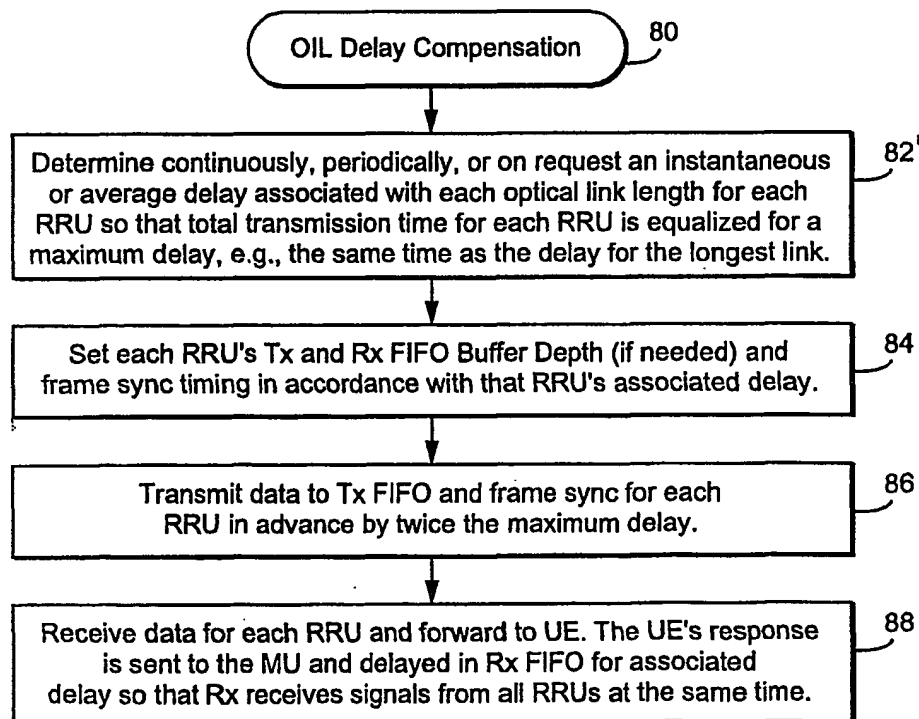 OIL Delay Compensation
80
Determine continuously, periodically, or on request an instantaneous
or average delay associated with each optical link length for each
RRU so that total transmission time for each RRU is equalized for a
maximum delay, e.g., the same time as the delay for the longest link.
82'
Set each RRU's Tx and Rx FIFO Buffer Depth (if needed) and
frame sync timing in accordance with that RRU's associated delay.
84
Transmit data to Tx FIFO and frame sync for each
RRU in advance by twice the maximum delay.
86
Receive data for each RRU and forward to UE. The UE's response
is sent to the MU and delayed in Rx FIFO for associated
delay so that Rx receives signals from all RRUs at the same time.
88